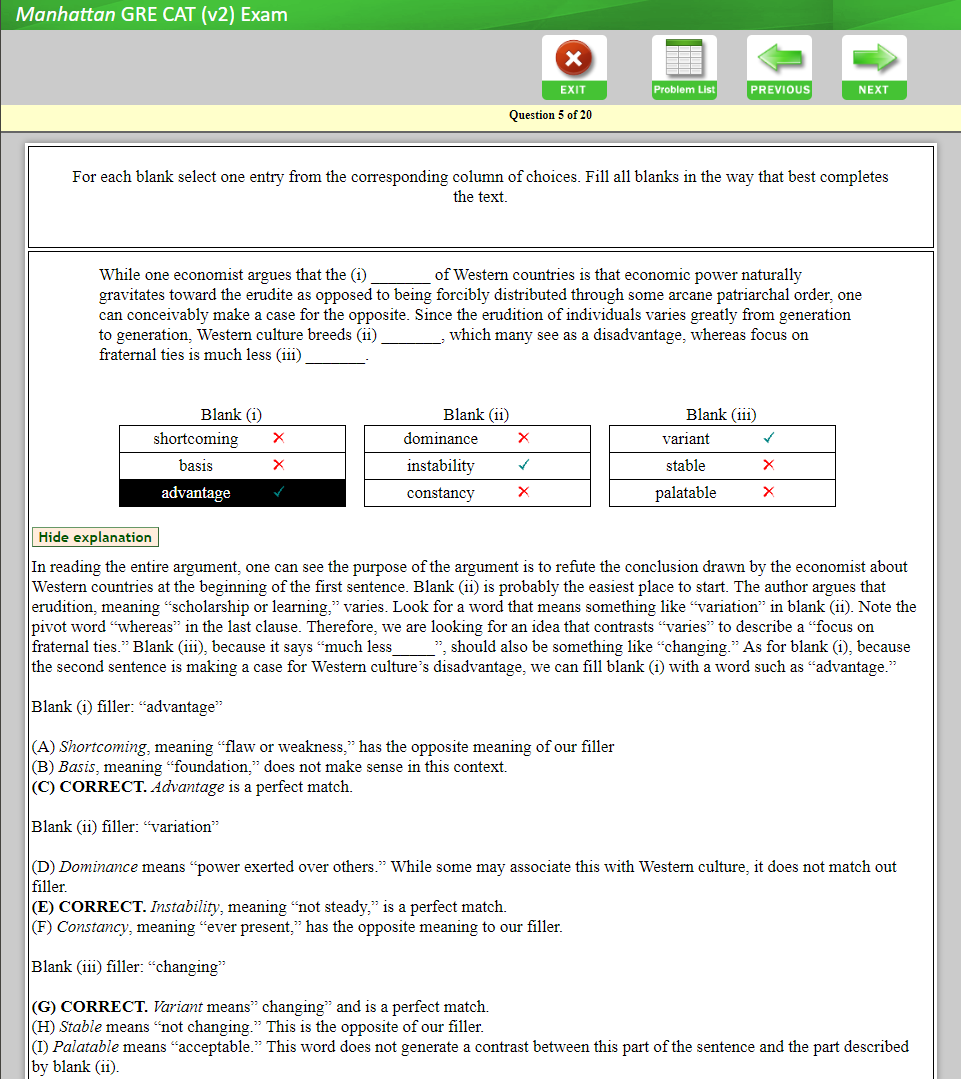 Manhattan GRE CAT (v2) Exam
EXIT
Problem List
PREVIOUS
NEXT
Question 5 of 20
For each blank select one entry from the corresponding column of choices. Fill all blanks in the way that best completes
the text.
While one economist argues that the (i) _______ of Western countries is that economic power naturally
gravitates toward the erudite as opposed to being forcibly distributed through some arcane patriarchal order, one
can conceivably make a case for the opposite. Since the erudition of individuals varies greatly from generation
to generation, Western culture breeds (ii) _______, which many see as a disadvantage, whereas focus on
fraternal ties is much less (iii) _______.
Blank (i) Blank (ii) Blank (iii)
shortcoming ✗ dominance ✗ variant ✓
basis ✗ instability ✓ stable ✗
advantage ✓ constancy ✗ palatable ✗
Hide explanation
In reading the entire argument, one can see the purpose of the argument is to refute the conclusion drawn by the economist about
Western countries at the beginning of the first sentence. Blank (ii) is probably the easiest place to start. The author argues that
erudition, meaning “scholarship or learning,” varies. Look for a word that means something like “variation” in blank (ii). Note the
pivot word “whereas” in the last clause. Therefore, we are looking for an idea that contrasts “varies” to describe a “focus on
fraternal ties.” Blank (iii), because it says “much less_____”, should also be something like “changing.” As for blank (i), because
the second sentence is making a case for Western culture’s disadvantage, we can fill blank (i) with a word such as “advantage.”
Blank (i) filler: “advantage”
(A) Shortcoming, meaning “flaw or weakness,” has the opposite meaning of our filler
(B) Basis, meaning “foundation,” does not make sense in this context.
(C) CORRECT. Advantage is a perfect match.
Blank (ii) filler: “variation”
(D) Dominance means “power exerted over others.” While some may associate this with Western culture, it does not match out
filler.
(E) CORRECT. Instability, meaning “not steady,” is a perfect match.
(F) Constancy, meaning “ever present,” has the opposite meaning to our filler.
Blank (iii) filler: “changing”
(G) CORRECT. Variant means” changing” and is a perfect match.
(H) Stable means “not changing.” This is the opposite of our filler.
(I) Palatable means “acceptable.” This word does not generate a contrast between this part of the sentence and the part described
by blank (ii).